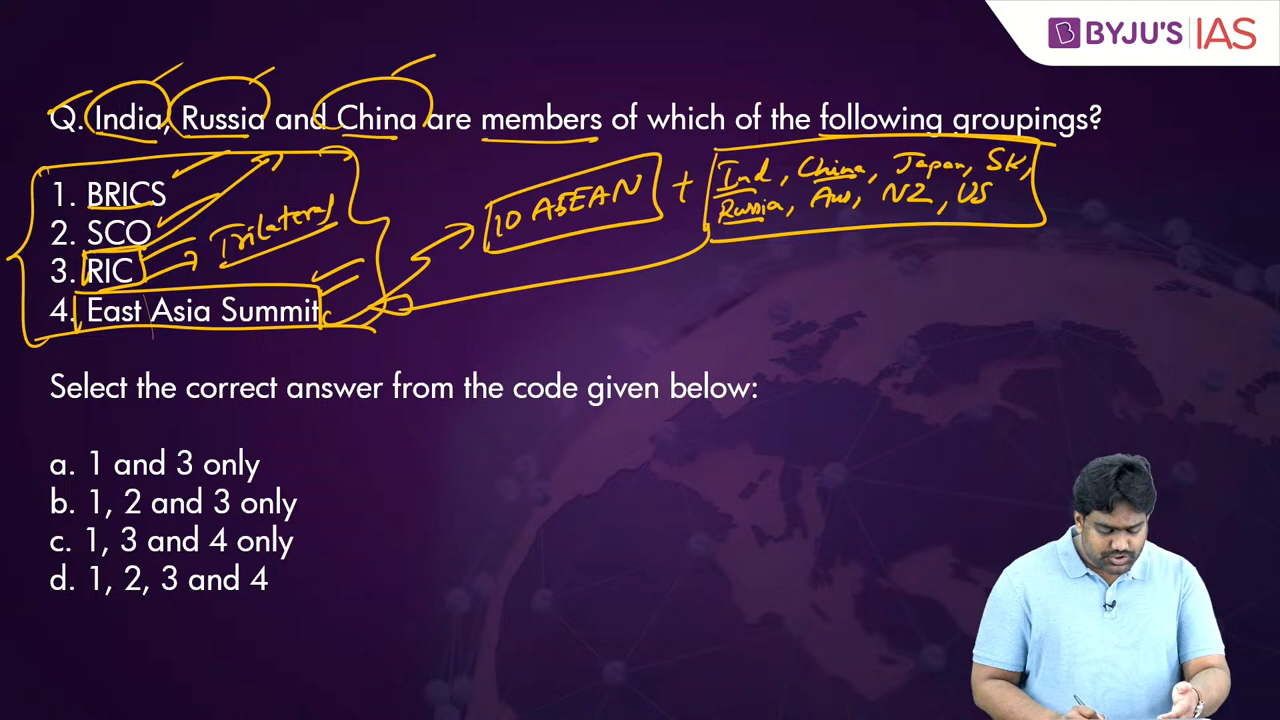 BYJU'S IAS
Q. India, Russia and China are members of which of the following groupings?
1. BRICS
2. SCO
3. RIC
4. East Asia Summit
Trilateral
10 ASEAN + Ind, China, Japan, SK,
Russia, Aus, NZ, US
Select the correct answer from the code given below:
a. 1 and 3 only
b. 1, 2 and 3 only
c. 1, 3 and 4 only
d. 1, 2, 3 and 4